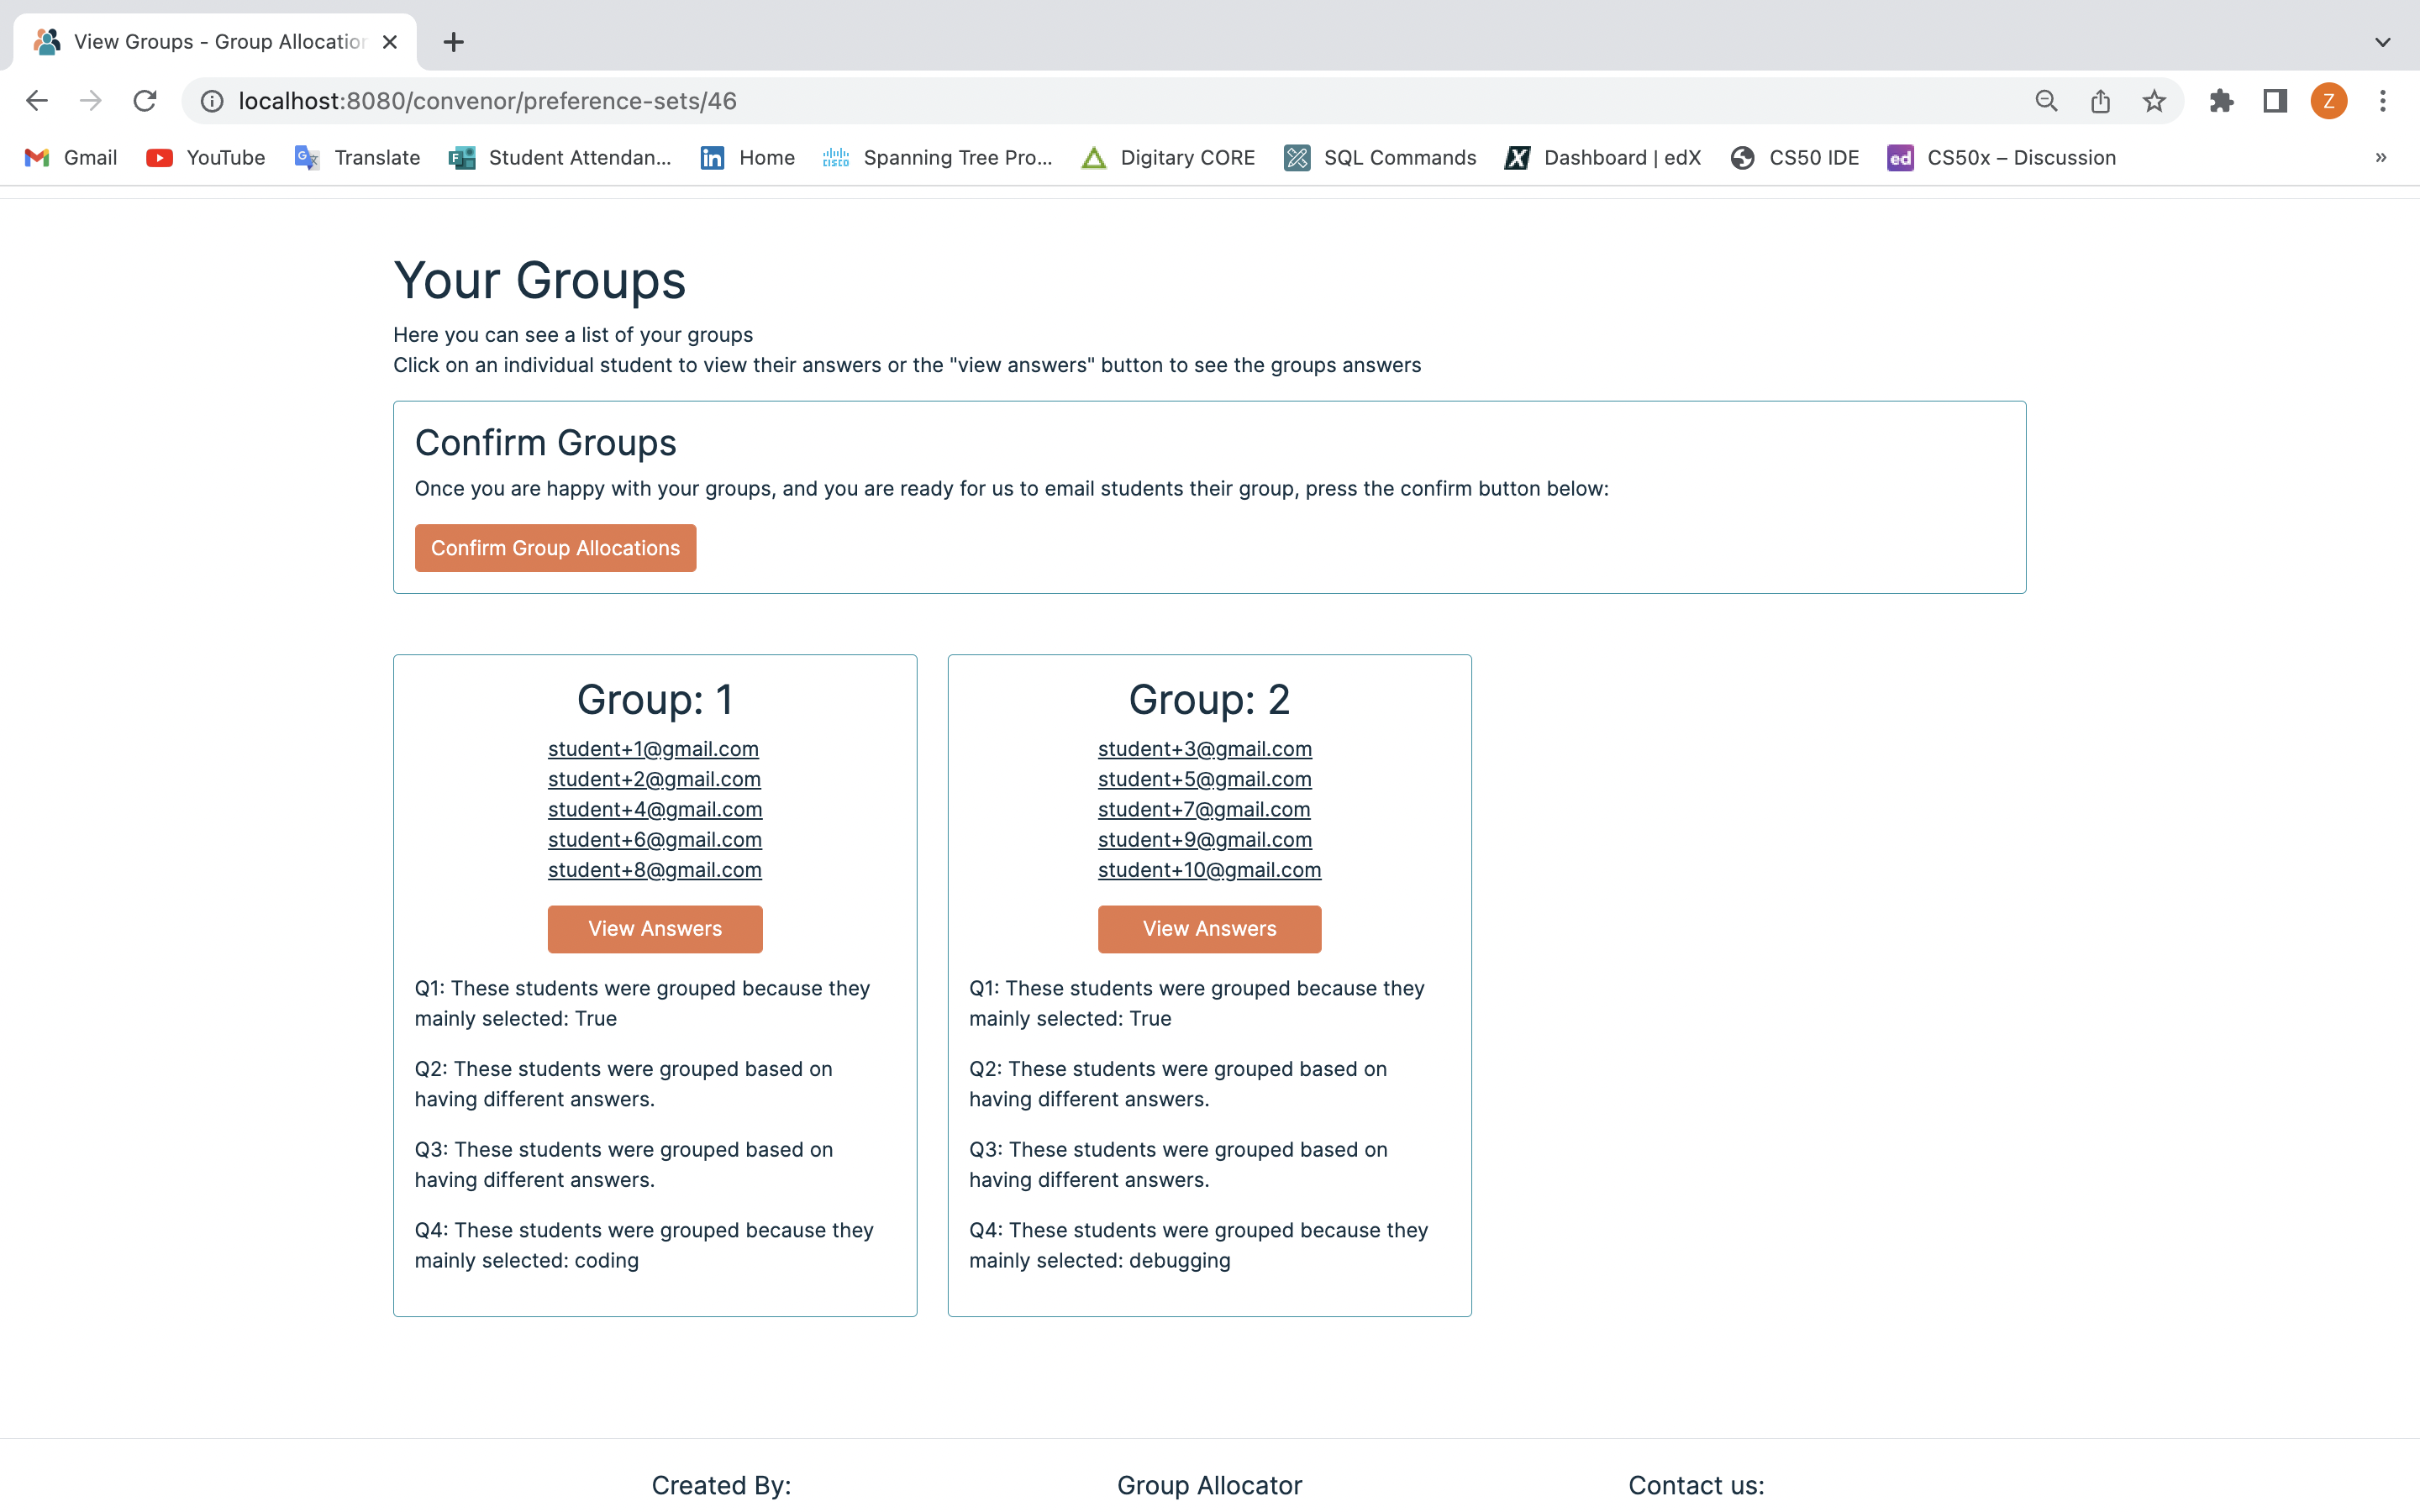 View Groups - Group Allocation
localhost:8080/convenor/preference-sets/46
Z
Gmail
YouTube
Translate
Student Attendan...
Home
Spanning Tree Pro...
Digitary CORE
SQL Commands
Dashboard | edX
CS50 IDE
ed CS50x – Discussion
»
Your Groups
Here you can see a list of your groups
Click on an individual student to view their answers or the "view answers" button to see the groups answers
Confirm Groups
Once you are happy with your groups, and you are ready for us to email students their group, press the confirm button below:
Confirm Group Allocations
Group: 1
student+1@gmail.com
student+2@gmail.com
student+4@gmail.com
student+6@gmail.com
student+8@gmail.com
View Answers
Q1: These students were grouped because they
mainly selected: True
Q2: These students were grouped based on
having different answers.
Q3: These students were grouped based on
having different answers.
Q4: These students were grouped because they
mainly selected: coding
Group: 2
student+3@gmail.com
student+5@gmail.com
student+7@gmail.com
student+9@gmail.com
student+10@gmail.com
View Answers
Q1: These students were grouped because they
mainly selected: True
Q2: These students were grouped based on
having different answers.
Q3: These students were grouped based on
having different answers.
Q4: These students were grouped because they
mainly selected: debugging
Created By:
Group Allocator
Contact us: